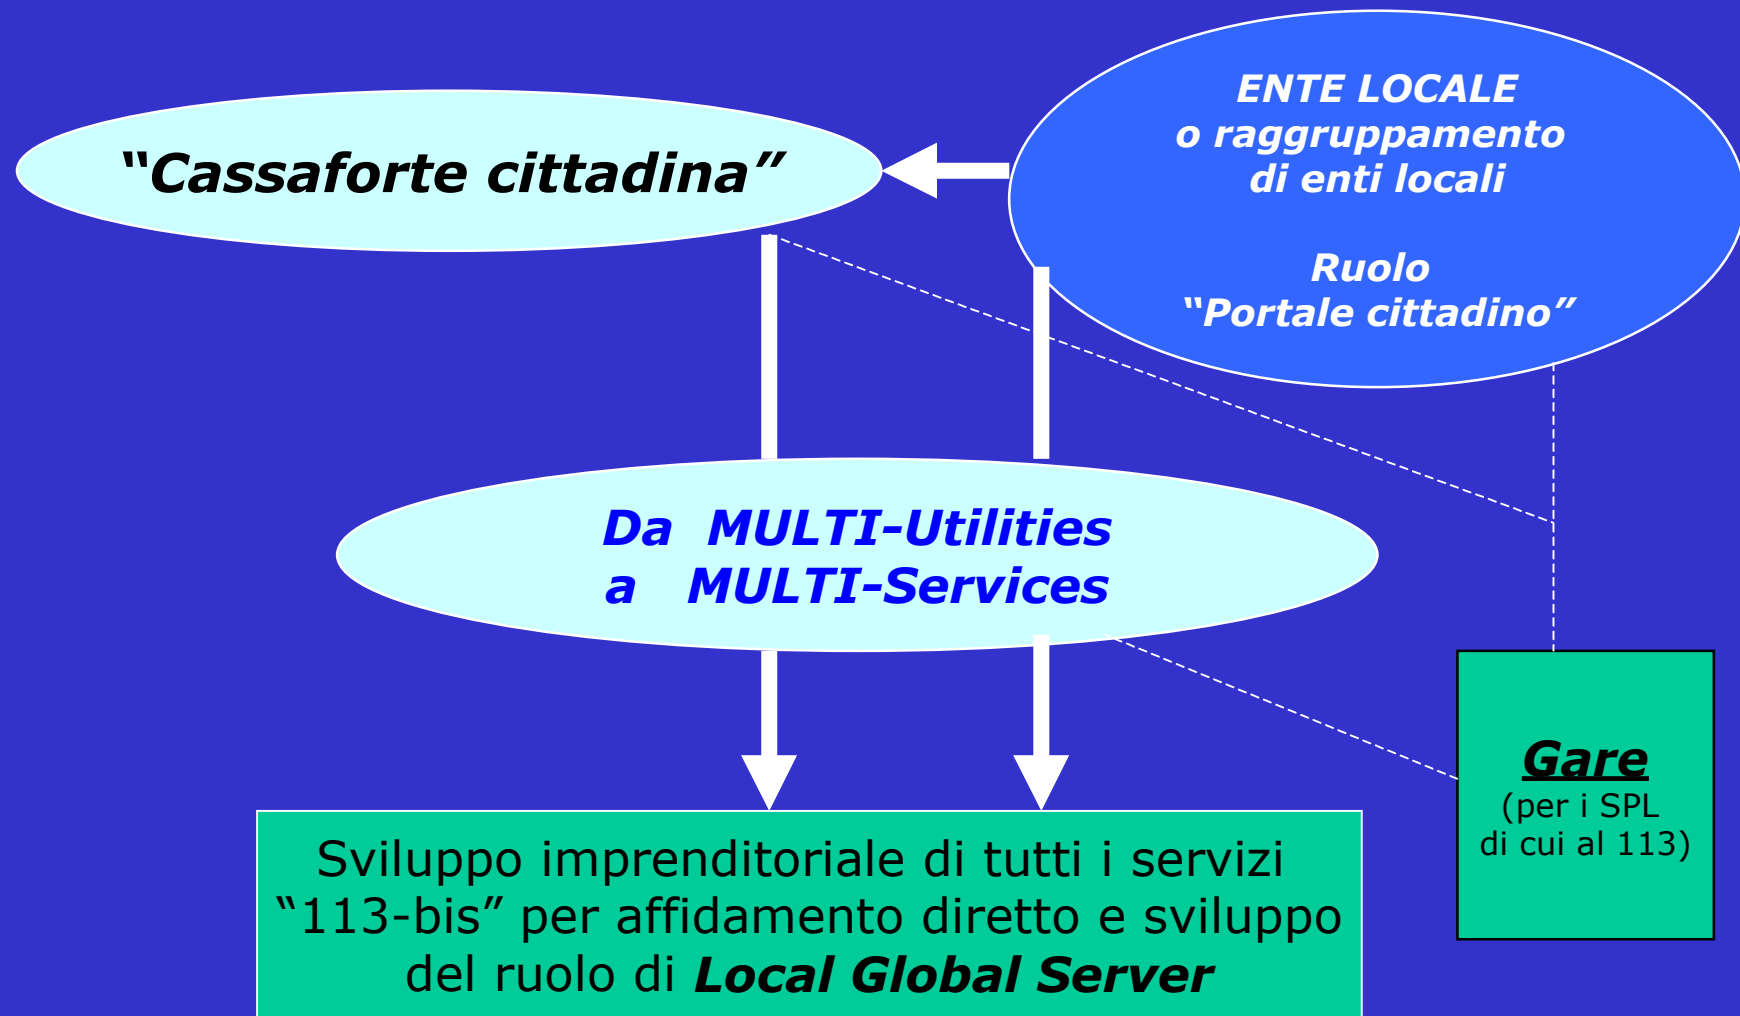 “Cassaforte cittadina”
ENTE LOCALE
o raggruppamento
di enti locali
Ruolo
“Portale cittadino”
Da MULTI-Utilities
a MULTI-Services
Gare
(per i SPL
di cui al 113)
Sviluppo imprenditoriale di tutti i servizi
“113-bis” per affidamento diretto e sviluppo
del ruolo di Local Global Server